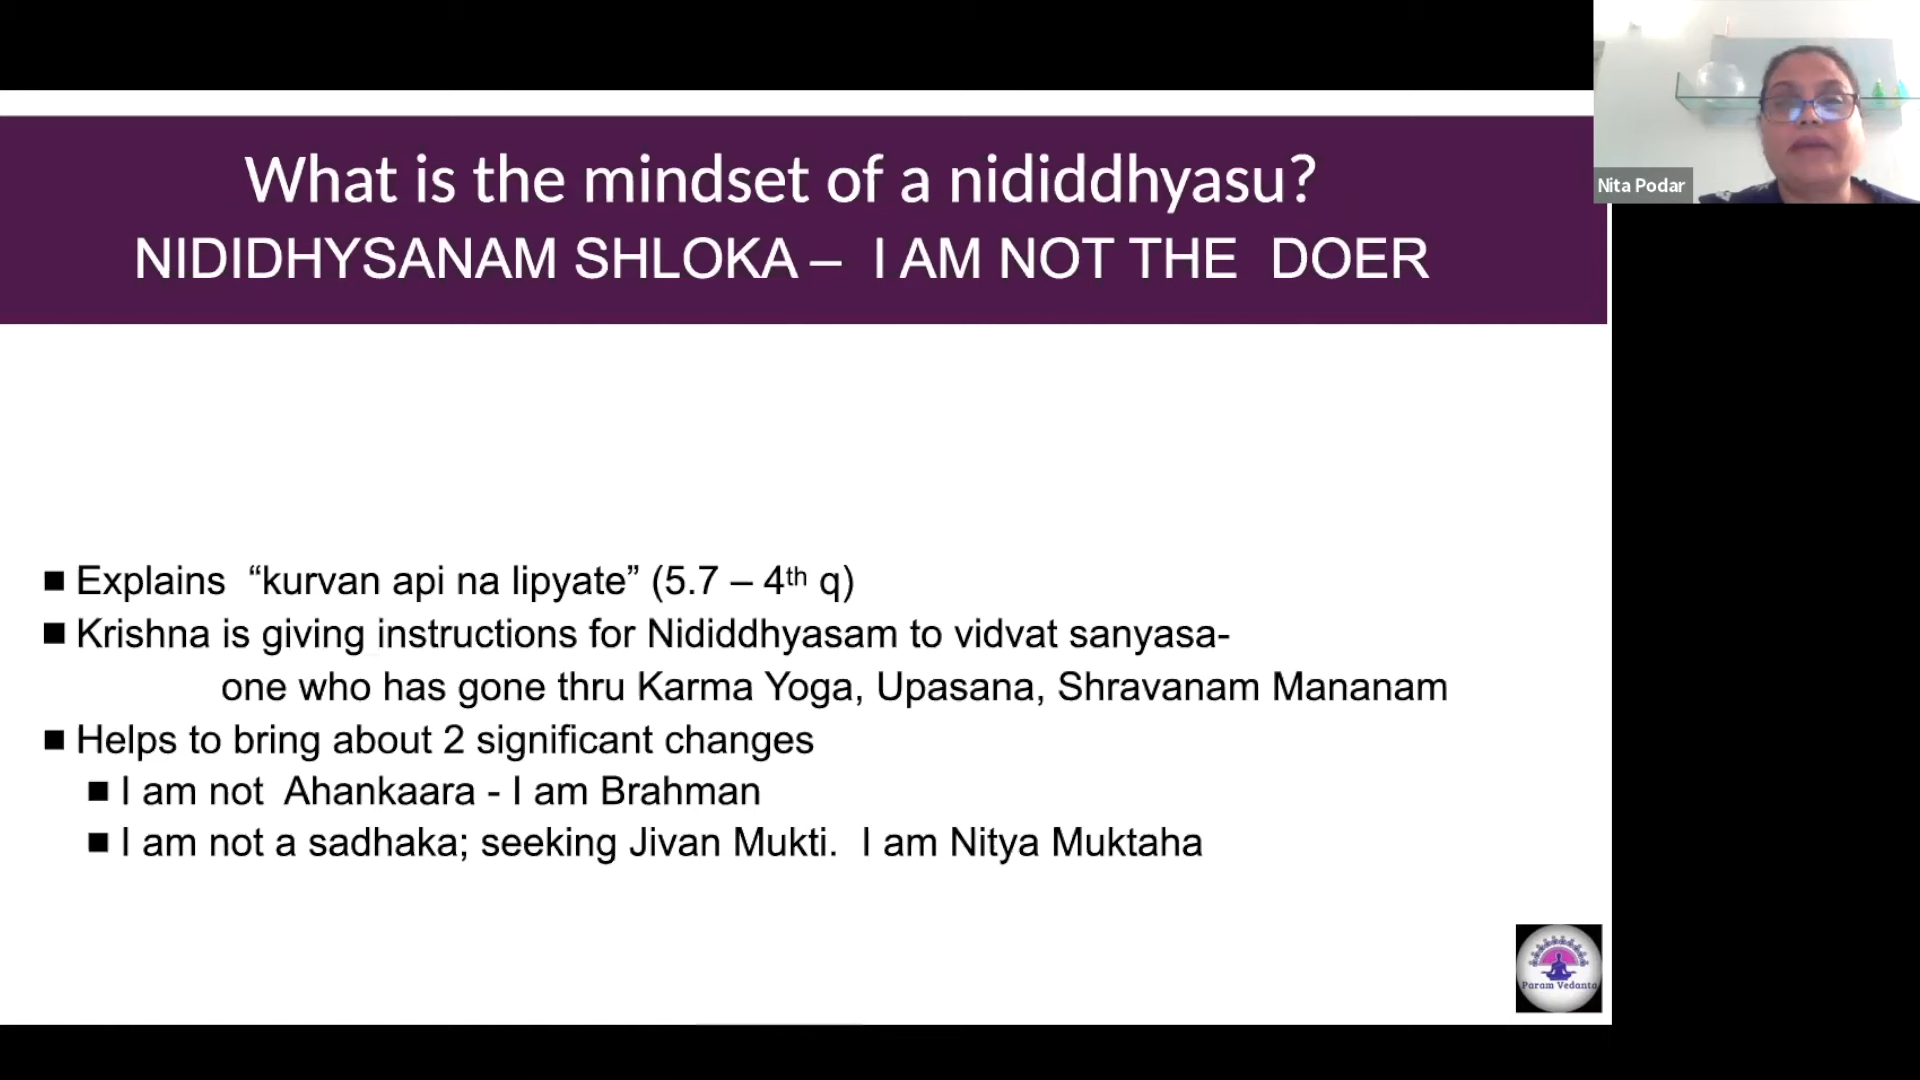 What is the mindset of a nididdhyasu?
NIDIDHYSANAM SHLOKA – I AM NOT THE DOER
Nita Podar
■ Explains “kurvan api na lipyate” (5.7 – 4th q)
■ Krishna is giving instructions for Nididdhyasam to vidvat sanyasa-
one who has gone thru Karma Yoga, Upasana, Shravanam Mananam
■ Helps to bring about 2 significant changes
■ I am not Ahankaara - I am Brahman
■ I am not a sadhaka; seeking Jivan Mukti. I am Nitya Muktaha
Param Vedanta